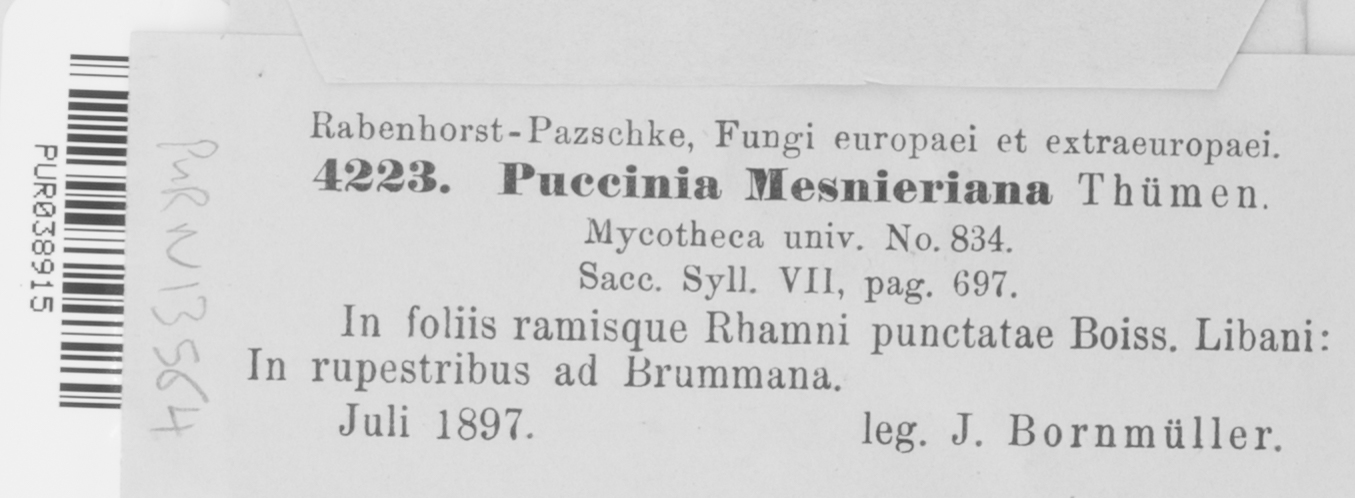 Rabenhorst-Pazschke, Fungi europaei et extraeuropaei.
4223. Puccinia Mesnieriana Thümen.
Mycotheca univ. No. 834.
Sacc. Syll. VII, pag. 697.
In foliis ramisque Rhamni punctatae Boiss. Libani:
In rupestribus ad Brummana.
Juli 1897. leg. J. Bornmüller.
PUR038915
PUR N13564